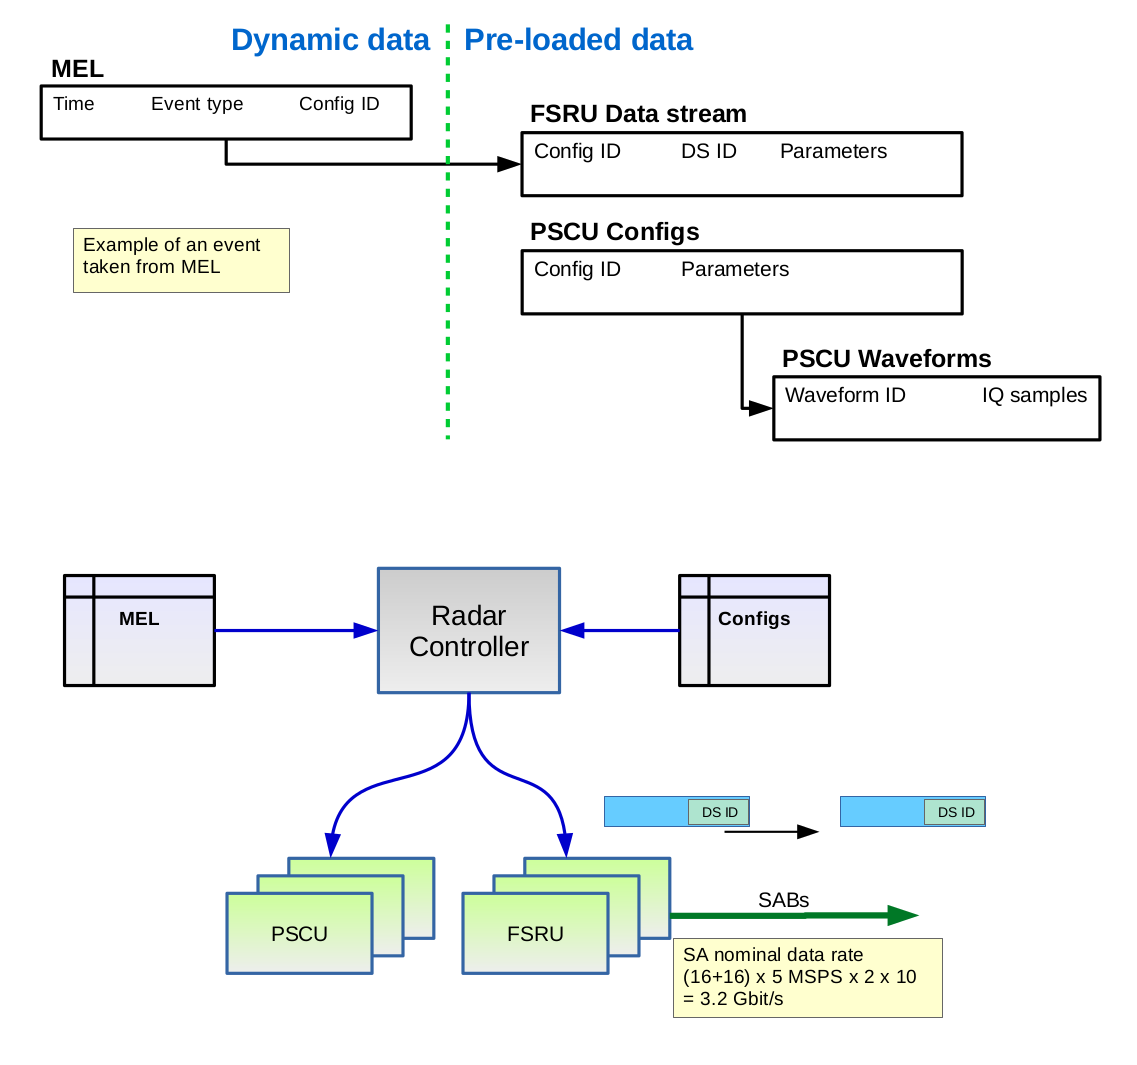 Dynamic data
Pre-loaded data
MEL
Time Event type Config ID
FSRU Data stream
Config ID DS ID Parameters
Example of an event
taken from MEL
PSCU Configs
Config ID Parameters
PSCU Waveforms
Waveform ID IQ samples
MEL
Radar
Controller
Configs
DS ID
DS ID
PSCU
FSRU
SABs
SA nominal data rate
(16+16) x 5 MSPS x 2 x 10
= 3.2 Gbit/s